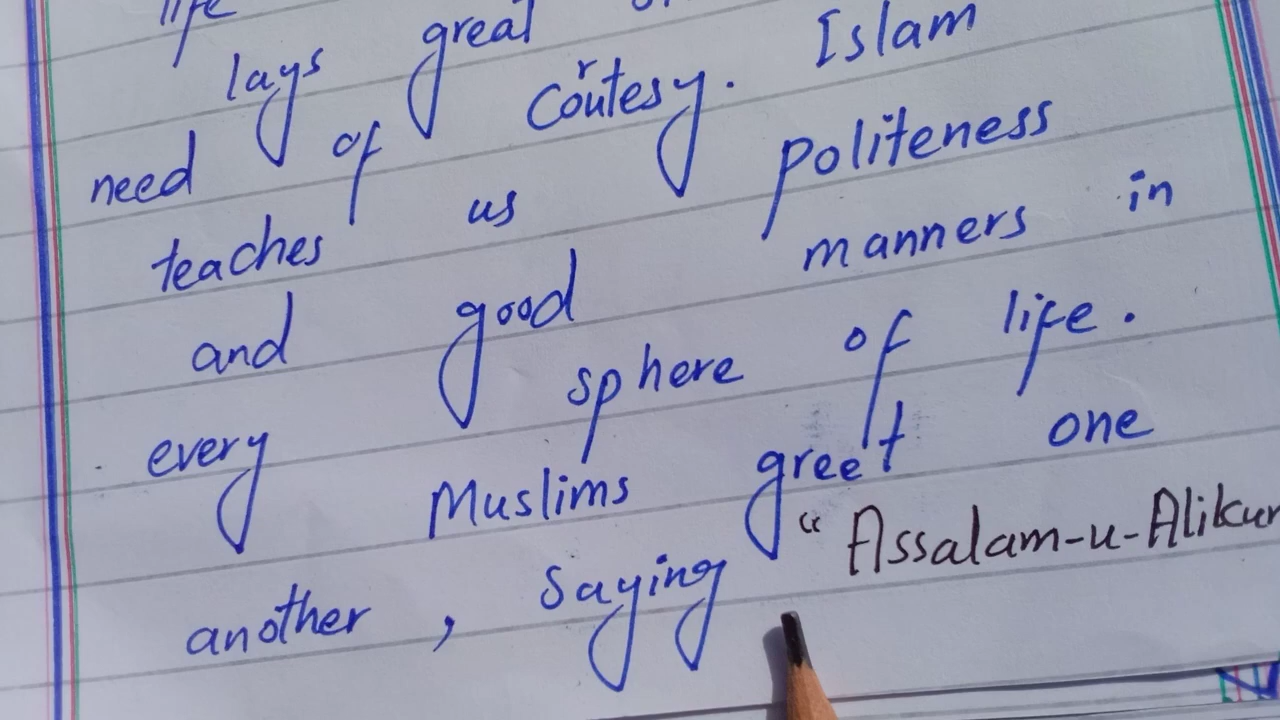 life
lays great
need of Courtesy. Islam
teaches us politeness
and good manners in
every sphere of life.
Muslims greet one
another, saying “Assalam-u-Alikum